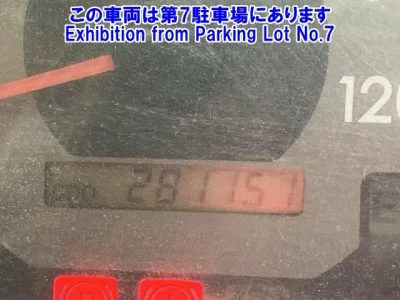 この車両は第7駐車場にあります
Exhibition from Parking Lot No.7
120
ODO 281151